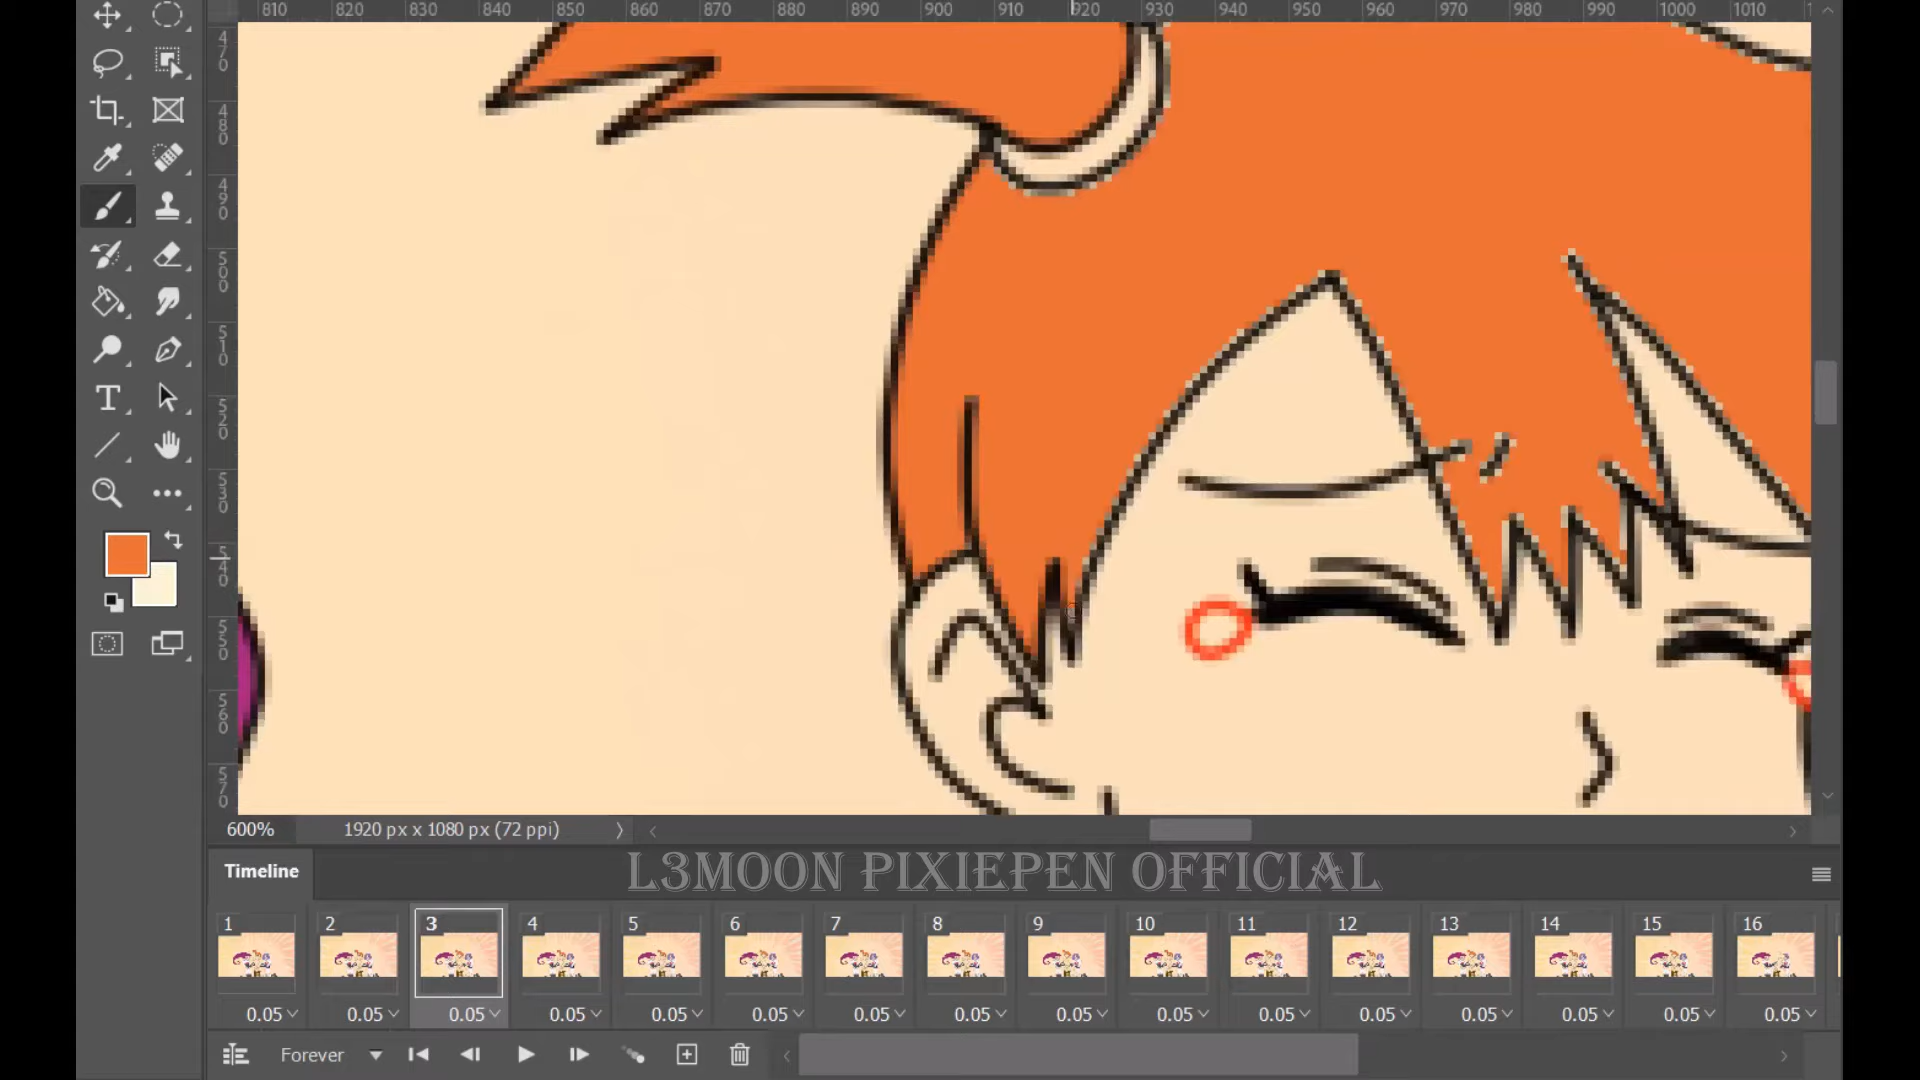 810 820 830 840 850 860 870 880 890 900 910 920 930 940 950 960 970 980 990 1000 1010
470
480
490
500
510
520
530
540
550
560
570
T
600% 1920 px x 1080 px (72 ppi)
Timeline L3MOON PIXIEPEN OFFICIAL
1 2 3 4 5 6 7 8 9 10 11 12 13 14 15 16
0.05 0.05 0.05 0.05 0.05 0.05 0.05 0.05 0.05 0.05 0.05 0.05 0.05 0.05 0.05 0.05
Forever